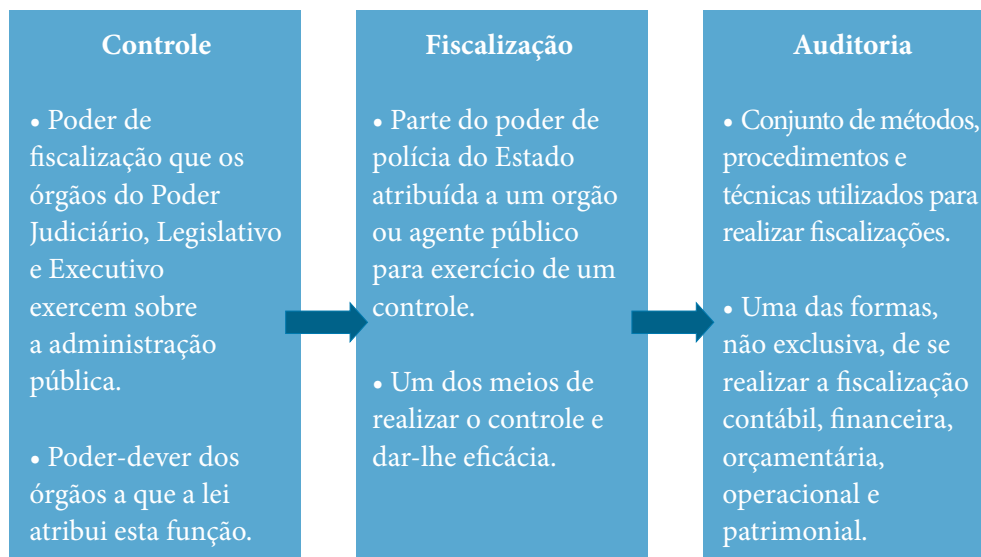 Controle
• Poder de
fiscalização que os
órgãos do Poder
Judiciário, Legislativo
e Executivo
exercem sobre
a administração
pública.
• Poder-dever dos
órgãos a que a lei
atribui esta função.
Fiscalização
• Parte do poder de
polícia do Estado
atribuída a um orgão
ou agente público
para exercício de um
controle.
• Um dos meios de
realizar o controle e
dar-lhe eficácia.
Auditoria
• Conjunto de métodos,
procedimentos e
técnicas utilizados para
realizar fiscalizações.
• Uma das formas,
não exclusiva, de se
realizar a fiscalização
contábil, financeira,
orçamentária,
operacional e
patrimonial.